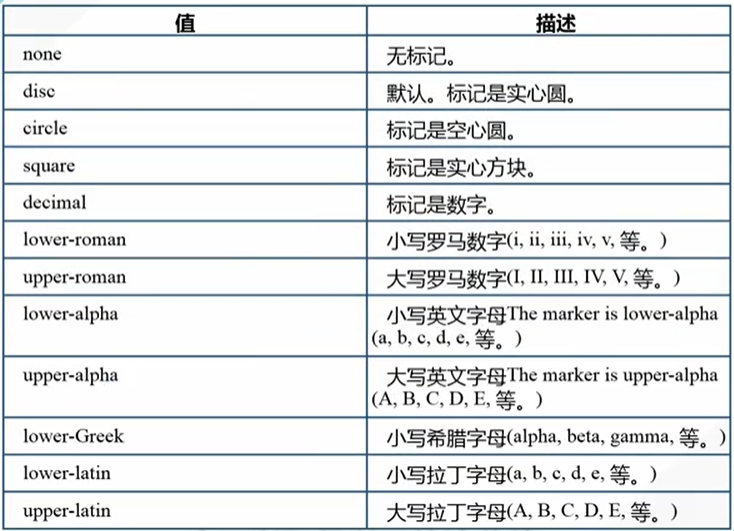 值 描述
none 无标记。
disc 默认。标记是实心圆。
circle 标记是空心圆。
square 标记是实心方块。
decimal 标记是数字。
lower-roman 小写罗马数字(i, ii, iii, iv, v, 等。)
upper-roman 大写罗马数字(I, II, III, IV, V, 等。)
lower-alpha 小写英文字母The marker is lower-alpha
(a, b, c, d, e, 等。)
upper-alpha 大写英文字母The marker is upper-alpha
(A, B, C, D, E, 等。)
lower-Greek 小写希腊字母(alpha, beta, gamma, 等。)
lower-latin 小写拉丁字母(a, b, c, d, e, 等。)
upper-latin 大写拉丁字母(A, B, C, D, E, 等。)